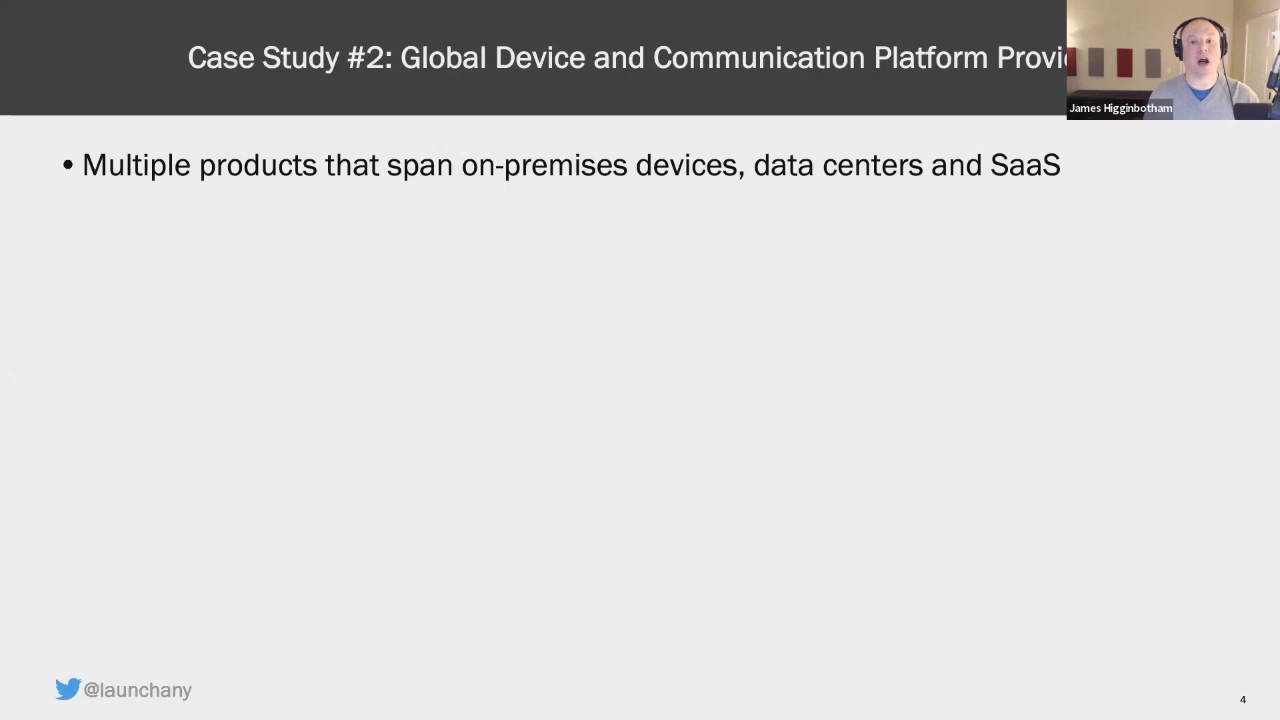 Case Study #2: Global Device and Communication Platform
James Higginbotham
• Multiple products that span on-premises devices, data centers and SaaS
@launchany
4